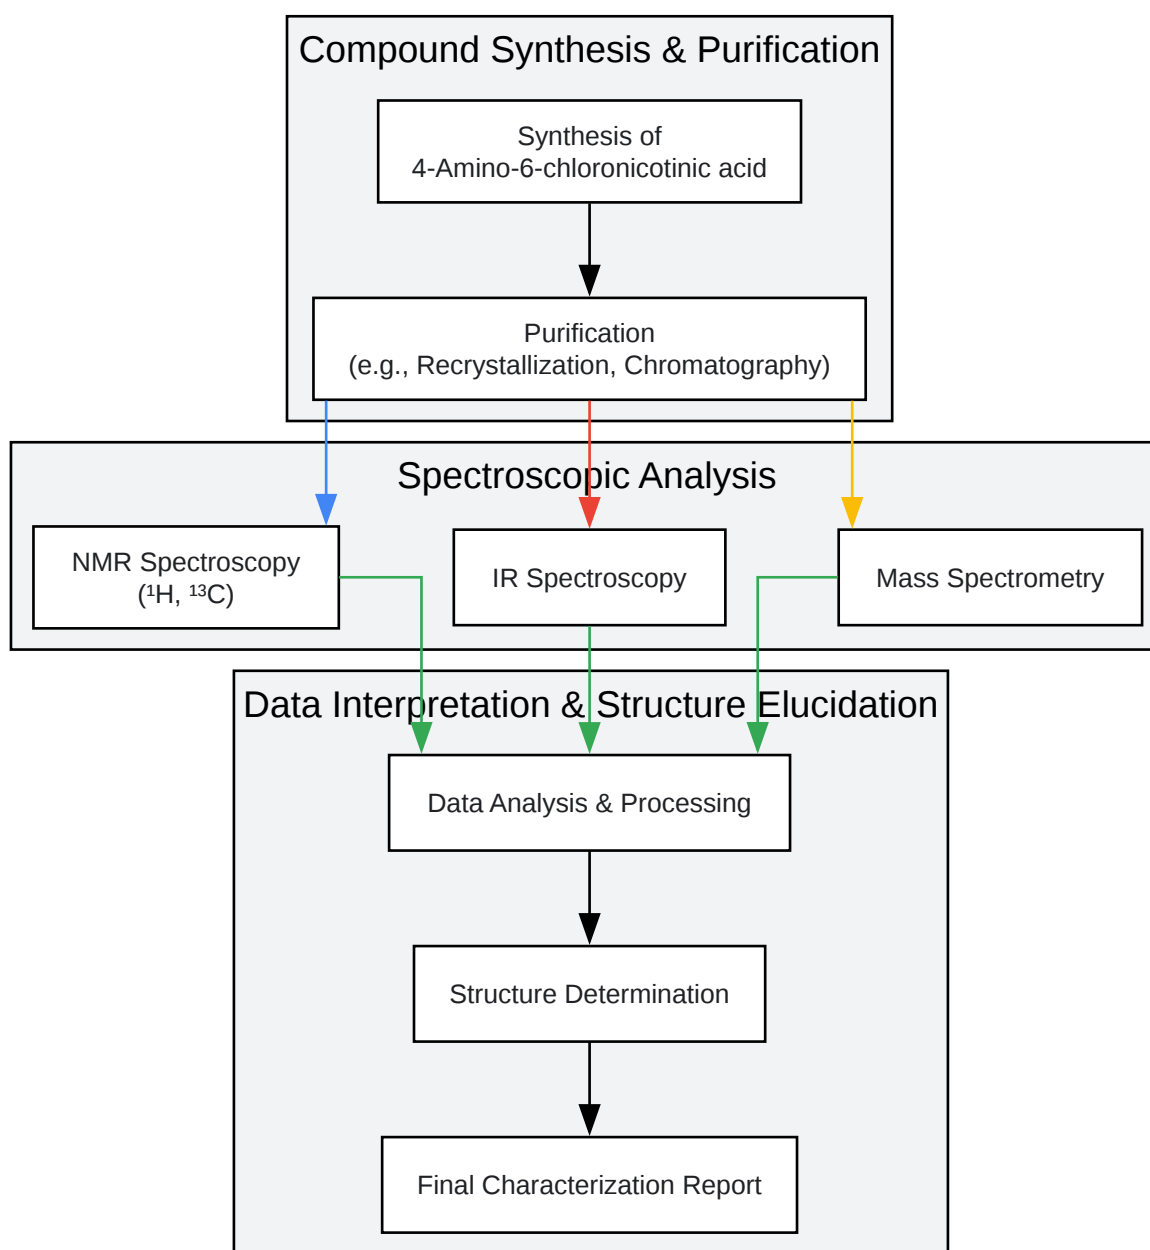 Compound Synthesis & Purification
Synthesis of
4-Amino-6-chloronicotinic acid
Purification
(e.g., Recrystallization, Chromatography)
Spectroscopic Analysis
NMR Spectroscopy
(¹H, ¹³C)
IR Spectroscopy
Mass Spectrometry
Data Interpretation & Structure Elucidation
Data Analysis & Processing
Structure Determination
Final Characterization Report